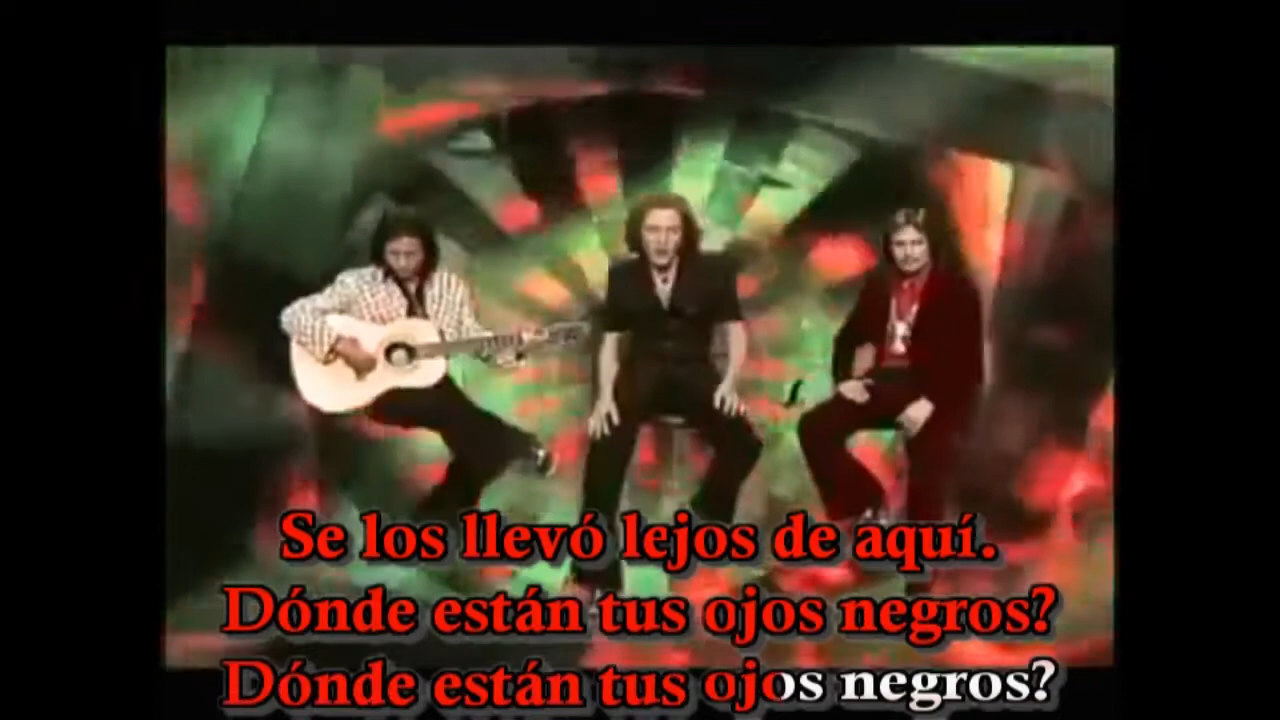 Se los llevó lejos de aquí.
Dónde están tus ojos negros?
Dónde están tus ojos negros?